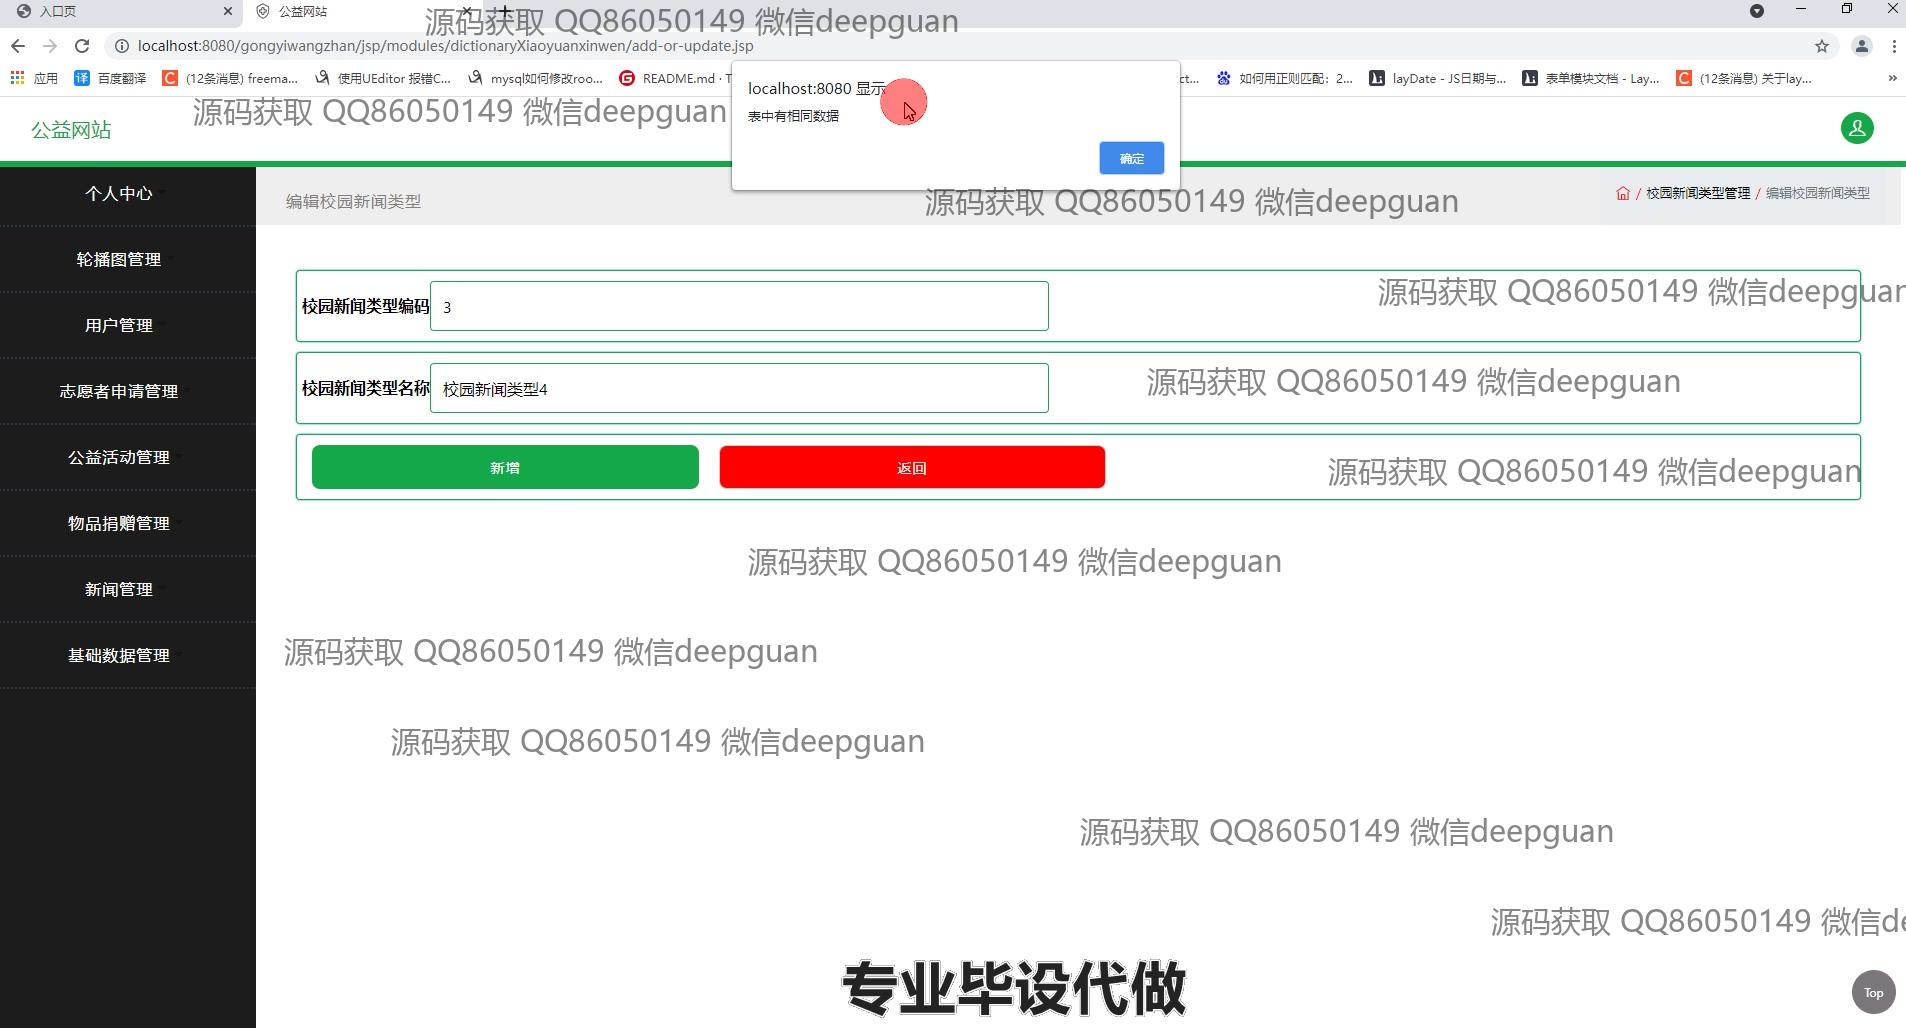 入口页
公益网站
源码获取 QQ86050149 微信deepguan
localhost:8080/gongyiwangzhan/jsp/modules/dictionaryXiaoyuanxinwen/add-or-update.jsp
应用
百度翻译
(12条消息) freema...
使用UEditor 报错C...
mysql如何修改roo...
README.md · T
ct...
如何用正则匹配：2...
layDate - JS日期与...
表单模块文档 - Lay...
(12条消息) 关于lay...
»
localhost:8080 显示
表中有相同数据
确定
源码获取 QQ86050149 微信deepguan
公益网站
个人中心
轮播图管理
用户管理
志愿者申请管理
公益活动管理
物品捐赠管理
新闻管理
基础数据管理
编辑校园新闻类型
源码获取 QQ86050149 微信deepguan
/ 校园新闻类型管理 / 编辑校园新闻类型
源码获取 QQ86050149 微信deepguan
校园新闻类型编码
3
源码获取 QQ86050149 微信deepguan
校园新闻类型名称
校园新闻类型4
新增
返回
源码获取 QQ86050149 微信deepguan
源码获取 QQ86050149 微信deepguan
源码获取 QQ86050149 微信deepguan
源码获取 QQ86050149 微信deepguan
源码获取 QQ86050149 微信deepguan
源码获取 QQ86050149 微信de
专业毕设代做
Top